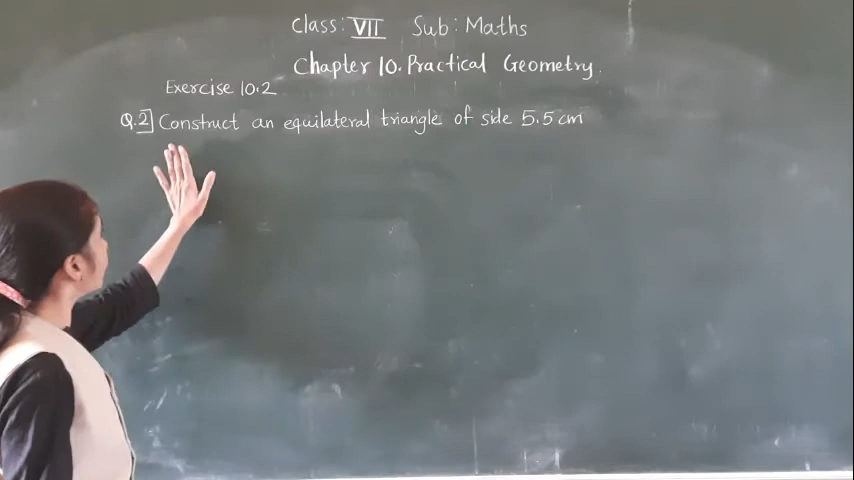 Class: VII Sub: Maths
Chapter 10. Practical Geometry.
Exercise 10.2
Q.2] Construct an equilateral triangle of side 5.5 cm